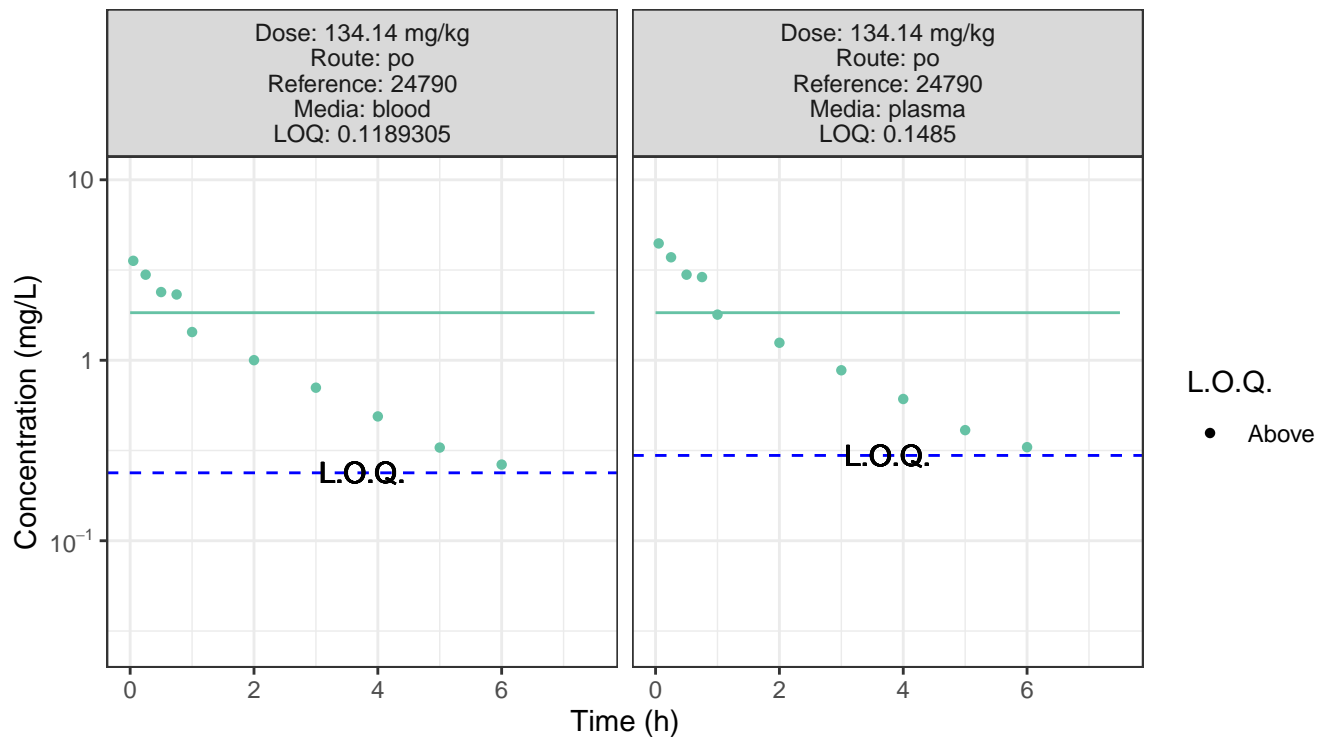 Dose: 134.14 mg/kg
Route: po
Reference: 24790
Media: blood
LOQ: 0.1189305
Dose: 134.14 mg/kg
Route: po
Reference: 24790
Media: plasma
LOQ: 0.1485
Concentration (mg/L)
10
1
10⁻¹
L.O.Q.
L.O.Q.
0 2 4 6
0 2 4 6
Time (h)
L.O.Q.
Above